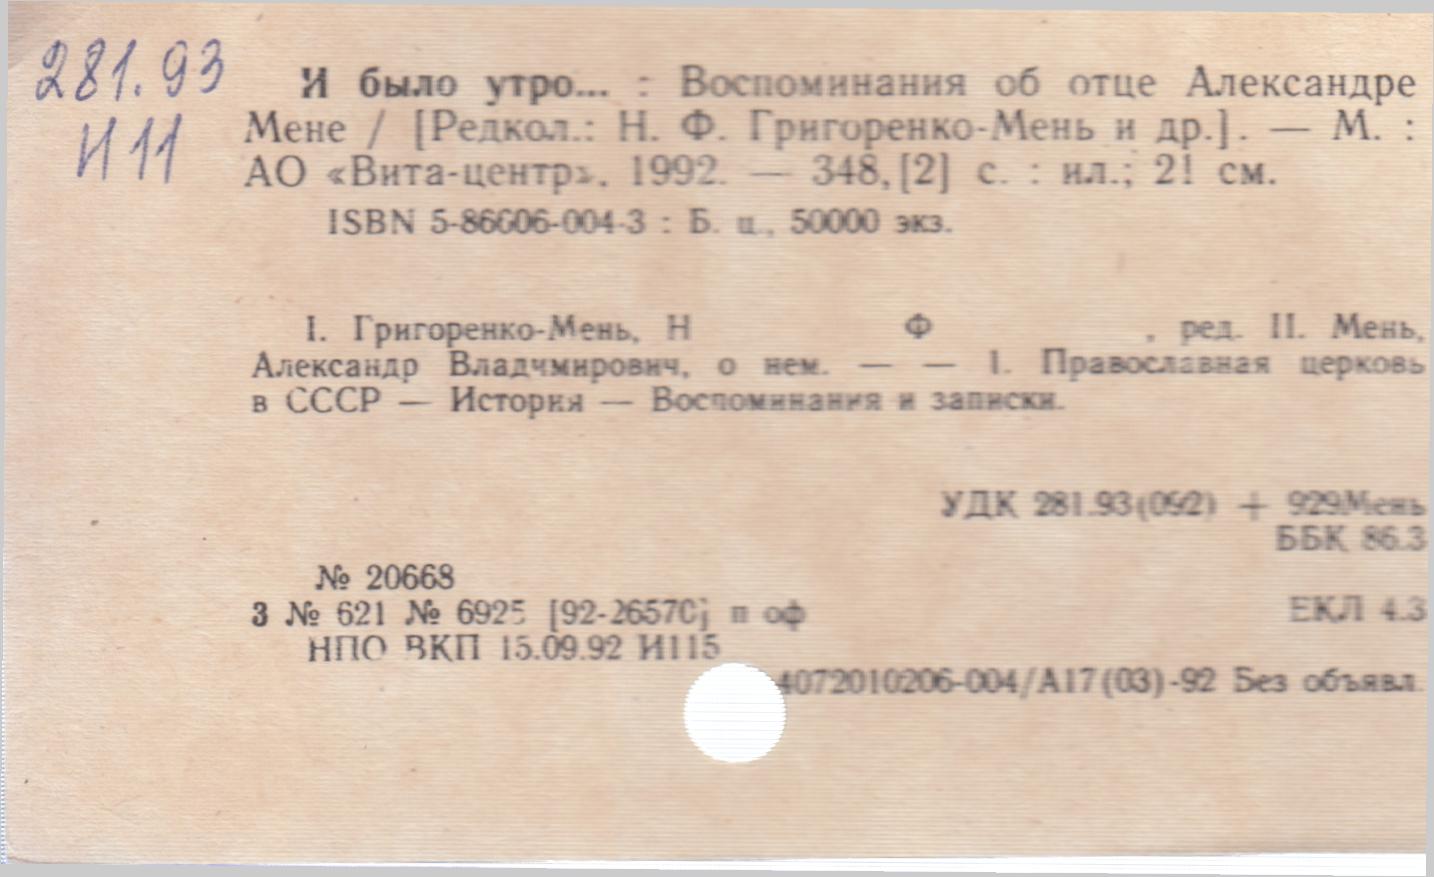 281.93
И11
И было утро... : Воспоминания об отце Александре
Мене / [Редкол.: Н. Ф. Григоренко-Мень и др.]. — М. :
АО «Вита-центр», 1992. — 348,[2] с. : ил.; 21 см.
ISBN 5-86606-004-3 : Б. ц., 50000 экз.
I. Григоренко-Мень, Н Ф , ред. II. Мень,
Александр Владимирович, о нем. — — 1. Православная церковь
в СССР — История — Воспоминания и записки.
УДК 281.93(092) + 929Мень
ББК 86.3
№ 20668
3 № 621 № 6925 [92-26570] п оф
ЕКЛ 4.3
НПО ВКП 15.09.92 И115
4072010206-004/А17(03)-92 Без объявл.